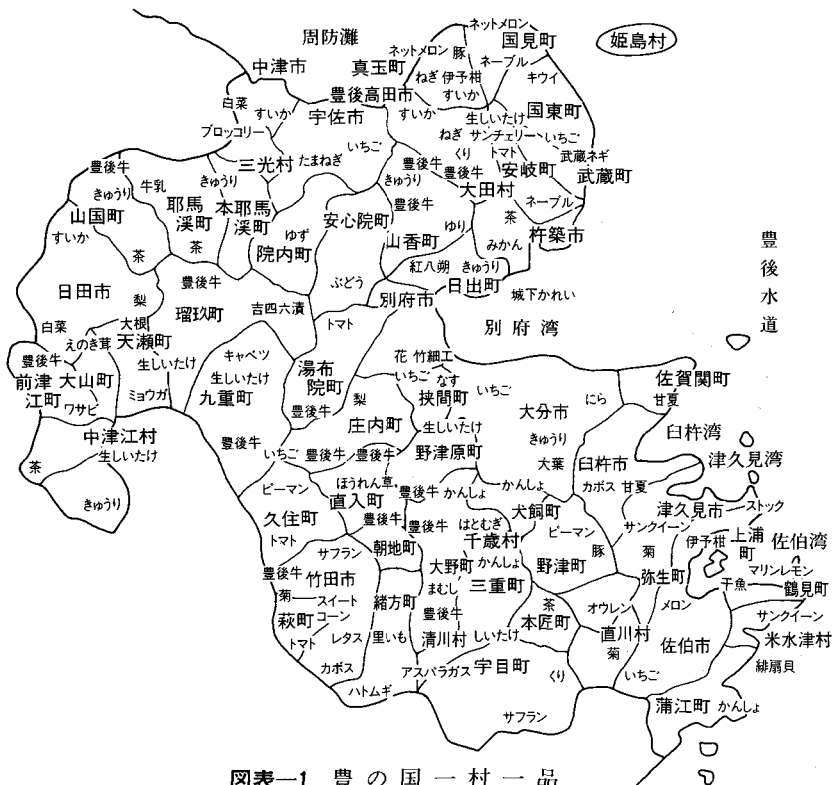 ネットメロン
周防灘
国見町
姫島村
ネットメロン 豚
ネーブル
中津市
真玉町
キウイ
ねぎ 伊予柑
すいか
豊後高田市
白菜
すいか
宇佐市
すいか
生しいたけ
国東町
ブロッコリー
ねぎ サンチェリー
いちご
いちご
くり
トマト
武蔵ネギ
三光村
たまねぎ
豊後牛
豊後牛
安岐町
武蔵町
豊後牛
牛乳
きゅうり
きゅうり
大田村
きゅうり
耶馬溪町
本耶馬溪町
安心院町
豊後牛
ネーブル
山国町
ゆず
山香町
ゆり
茶
杵築市
すいか
院内町
みかん
茶
茶
紅八朔
きゅうり
豊後水道
日田市
豊後牛
ぶどう
日出町
城下かれい
梨
瑠玖町
吉四六漬
別府市
白菜
大根
トマト
別府湾
えのき茸
天瀬町
キャベツ
花 竹細工
豊後牛
生しいたけ
生しいたけ
湯布院町
いちご
なす
いちご
佐賀関町
前津江町
大山町
九重町
梨
挟間町
大分市
にら
甘夏
ワサビ
ミョウガ
豊後牛
庄内町
生しいたけ
臼杵湾
中津江村
きゅうり
生しいたけ
豊後牛
いちご
豊後牛
豊後牛
野津原町
大葉
臼杵市
津久見湾
茶
ほうれん草
カボス
甘夏
きゅうり
ピーマン
直入町
豊後牛
かんしょ
かんしょ
犬飼町
津久見市
ストック
久住町
豊後牛
豊後牛
はとむぎ
ピーマン
サンクイーン
トマト
朝地町
千歳村
伊予柑
上浦町
佐伯湾
サフラン
大野町
かんしょ
野津町
豚
菊
マリンレモン
豊後牛
竹田市
まむし
三重町
弥生町
干魚
鶴見町
菊
スイートコーン
緒方町
茶
オウレン
メロン
サンクイーン
萩町
豊後牛
本匠町
米水津村
トマト
レタス
里いも
清川村
しいたけ
直川村
佐伯市
菊
緋扇貝
カボス
アスパラガス
宇目町
くり
いちご
ハトムギ
蒲江町
かんしょ
サフラン
図表―1 豊の国一村一品